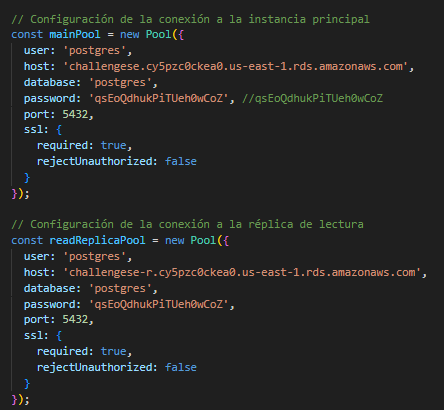 // Configuración de la conexión a la instancia principal
const mainPool = new Pool({
  user: 'postgres',
  host: 'challengese.cy5pzc0ckea0.us-east-1.rds.amazonaws.com',
  database: 'postgres',
  password: 'qsEoQdhukPiTUeh0wCoZ', //qsEoQdhukPiTUeh0wCoZ
  port: 5432,
  ssl: {
    required: true,
    rejectUnauthorized: false
  }
});

// Configuración de la conexión a la réplica de lectura
const readReplicaPool = new Pool({
  user: 'postgres',
  host: 'challengese-r.cy5pzc0ckea0.us-east-1.rds.amazonaws.com',
  database: 'postgres',
  password: 'qsEoQdhukPiTUeh0wCoZ',
  port: 5432,
  ssl: {
    required: true,
    rejectUnauthorized: false
  }
});